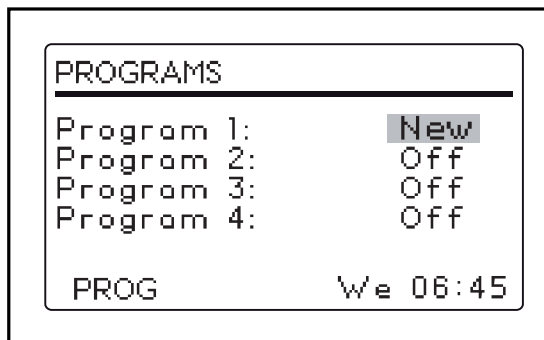 PROGRAMS
Program 1: New
Program 2: Off
Program 3: Off
Program 4: Off
PROG We 06:45